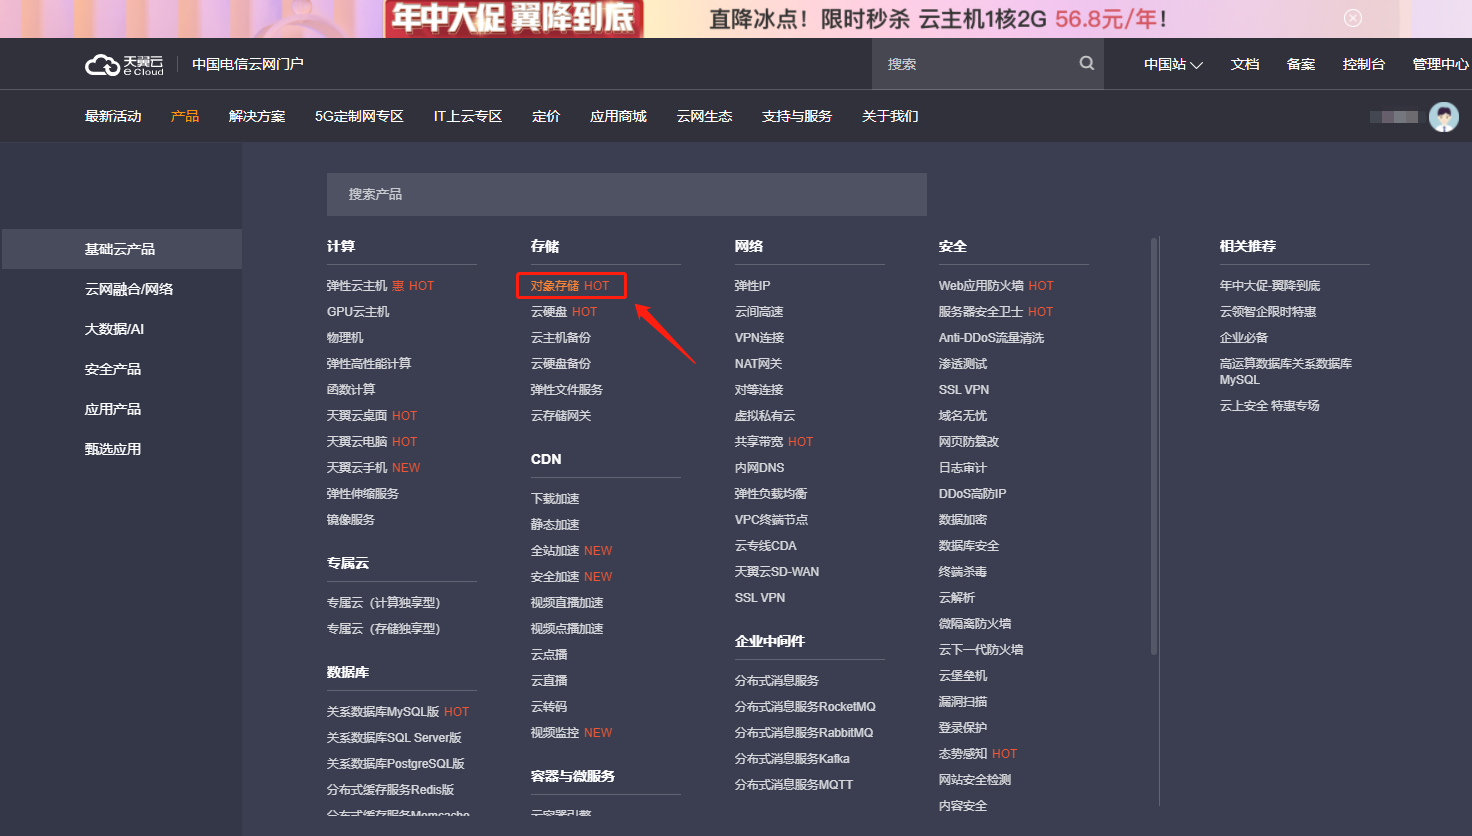 年中大促 翼降到底
直降冰点！限时秒杀 云主机1核2G 56.8元/年！
天翼云
e Cloud
中国电信云网门户
搜索
中国站
文档
备案
控制台
管理中心
最新活动
产品
解决方案
5G定制网专区
IT上云专区
定价
应用商城
云网生态
支持与服务
关于我们
搜索产品
基础云产品
云网融合/网络
大数据/AI
安全产品
应用产品
甄选应用
计算
弹性云主机 惠 HOT
GPU云主机
物理机
弹性高性能计算
函数计算
天翼云桌面 HOT
天翼云电脑 HOT
天翼云手机 NEW
弹性伸缩服务
镜像服务
专属云
专属云（计算独享型）
专属云（存储独享型）
数据库
关系数据库MySQL版 HOT
关系数据库SQL Server版
关系数据库PostgreSQL版
分布式缓存服务Redis版
分布式缓存服务Memcache
存储
对象存储 HOT
云硬盘 HOT
云主机备份
云硬盘备份
弹性文件服务
云存储网关
CDN
下载加速
静态加速
全站加速 NEW
安全加速 NEW
视频直播加速
视频点播加速
云点播
云直播
云转码
视频监控 NEW
容器与微服务
云容器引擎
网络
弹性IP
云间高速
VPN连接
NAT网关
对等连接
虚拟私有云
共享带宽 HOT
内网DNS
弹性负载均衡
VPC终端节点
云专线CDA
天翼云SD-WAN
SSL VPN
企业中间件
分布式消息服务
分布式消息服务RocketMQ
分布式消息服务RabbitMQ
分布式消息服务Kafka
分布式消息服务MQTT
安全
Web应用防火墙 HOT
服务器安全卫士 HOT
Anti-DDoS流量清洗
渗透测试
SSL VPN
域名无忧
网页防篡改
日志审计
DDoS高防IP
数据加密
数据库安全
终端杀毒
云解析
微隔离防火墙
云下一代防火墙
云堡垒机
漏洞扫描
登录保护
态势感知 HOT
网站安全检测
内容安全
相关推荐
年中大促-翼降到底
云领智企限时特惠
企业必备
高运算数据库关系数据库
MySQL
云上安全 特惠专场